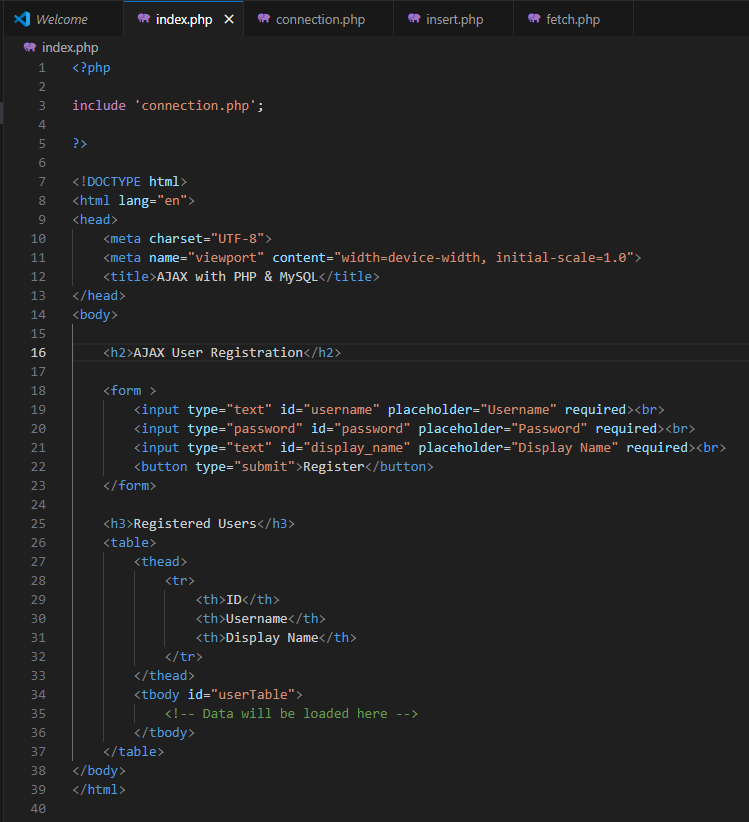 Welcome index.php × connection.php insert.php fetch.php
index.php
1 <?php
2
3 include 'connection.php';
4
5 ?>
6
7 <!DOCTYPE html>
8 <html lang="en">
9 <head>
10     <meta charset="UTF-8">
11     <meta name="viewport" content="width=device-width, initial-scale=1.0">
12     <title>AJAX with PHP & MySQL</title>
13 </head>
14 <body>
15
16     <h2>AJAX User Registration</h2>
17
18     <form >
19         <input type="text" id="username" placeholder="Username" required><br>
20         <input type="password" id="password" placeholder="Password" required><br>
21         <input type="text" id="display_name" placeholder="Display Name" required><br>
22         <button type="submit">Register</button>
23     </form>
24
25     <h3>Registered Users</h3>
26     <table>
27         <thead>
28             <tr>
29                 <th>ID</th>
30                 <th>Username</th>
31                 <th>Display Name</th>
32             </tr>
33         </thead>
34         <tbody id="userTable">
35             <!-- Data will be loaded here -->
36         </tbody>
37     </table>
38 </body>
39 </html>
40